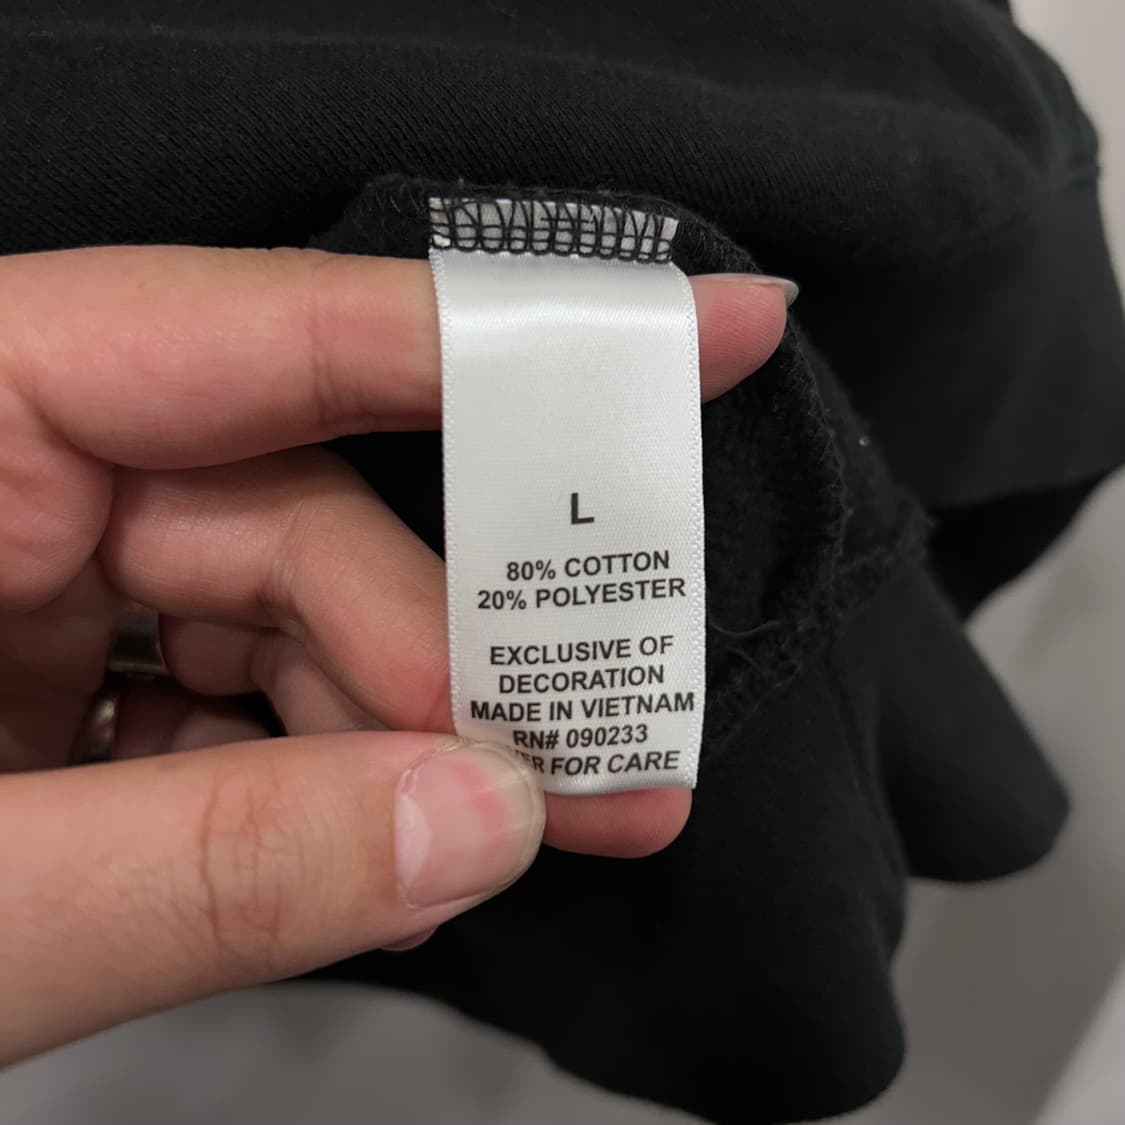 L
80% COTTON
20% POLYESTER
EXCLUSIVE OF
DECORATION
MADE IN VIETNAM
RN# 090233
FOR CARE